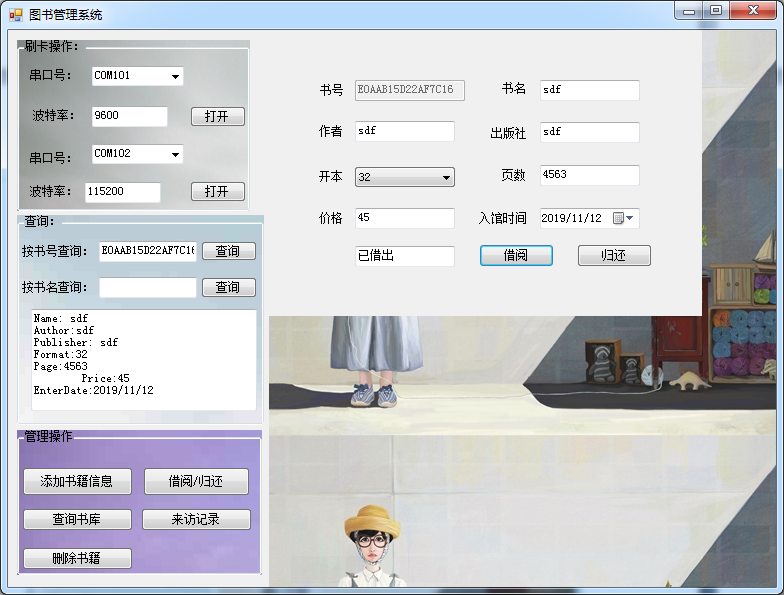 图书管理系统
刷卡操作:
串口号: COM101
波特率: 9600 打开
串口号: COM102
波特率: 115200 打开
查询:
按书号查询: E0AAB15D22AF7C16 查询
按书名查询: 查询
Name: sdf
Author:sdf
Publisher: sdf
Format:32
Page:4563
Price:45
EnterDate:2019/11/12
管理操作
添加书籍信息 借阅/归还
查询书库 来访记录
删除书籍
书号 E0AAB15D22AF7C16 书名 sdf
作者 sdf 出版社 sdf
开本 32 页数 4563
价格 45 入馆时间 2019/11/12
已借出 借阅 归还